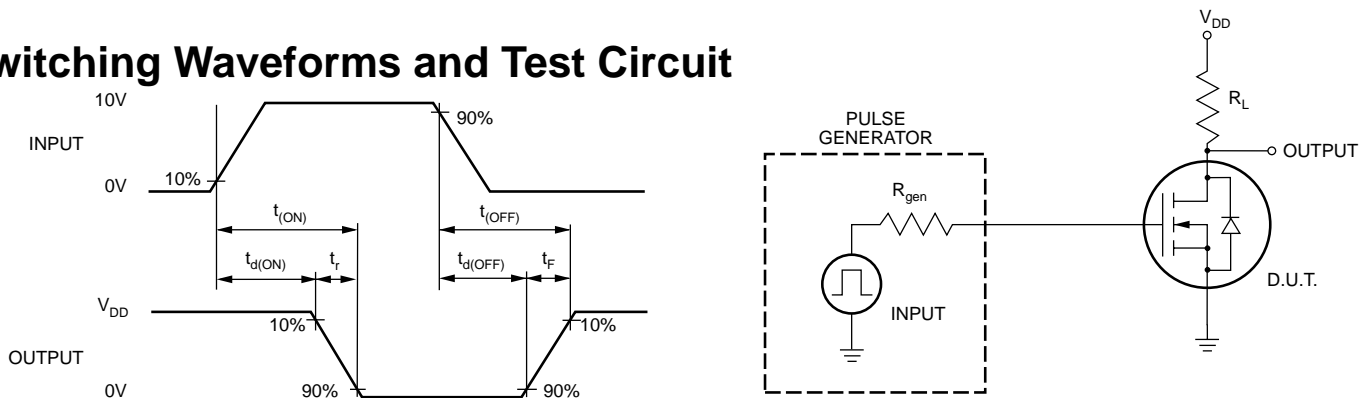 witching Waveforms and Test Circuit
10V
90%
INPUT
10%
0V
t(ON)
t(OFF)
td(ON)
tr
td(OFF)
tF
VDD
10%
10%
OUTPUT
0V
90%
90%
VDD
RL
PULSE
GENERATOR
OUTPUT
Rgen
D.U.T.
INPUT